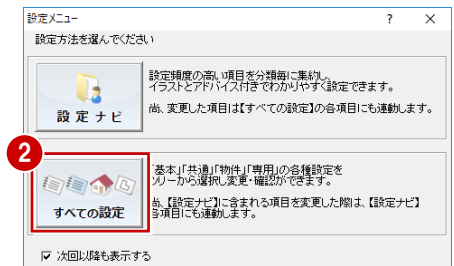 設定メニュー ? ×
設定方法を選んでください
設定ナビ
設定頻度の高い項目を分類毎に集約し、
イラストとアドバイス付きでわかりやすく設定できます。
尚、変更した項目は【すべての設定】の各項目にも連動します。
2
すべての設定
基本」「共通」「物件」「専用」の各種設定を
ツリーから選択し変更・確認ができます。
尚、【設定ナビ】に含まれる項目を変更した際は、【設定ナビ】
各項目にも連動します。
次回以降も表示する